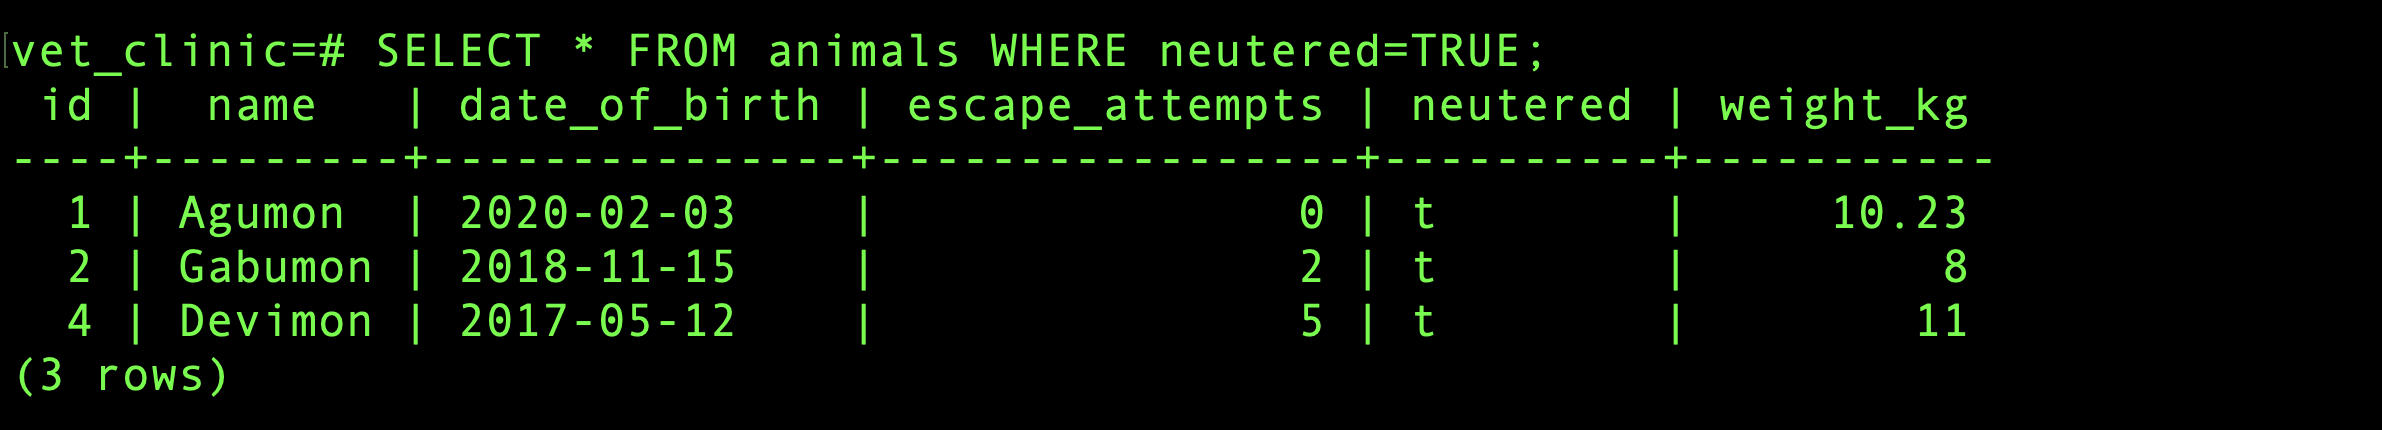 vet_clinic=# SELECT * FROM animals WHERE neutered=TRUE;
 id |  name   | date_of_birth | escape_attempts | neutered | weight_kg
----+---------+---------------+-----------------+----------+-----------
  1 | Agumon  | 2020-02-03    |               0 | t        |     10.23
  2 | Gabumon | 2018-11-15    |               2 | t        |         8
  4 | Devimon | 2017-05-12    |               5 | t        |        11
(3 rows)